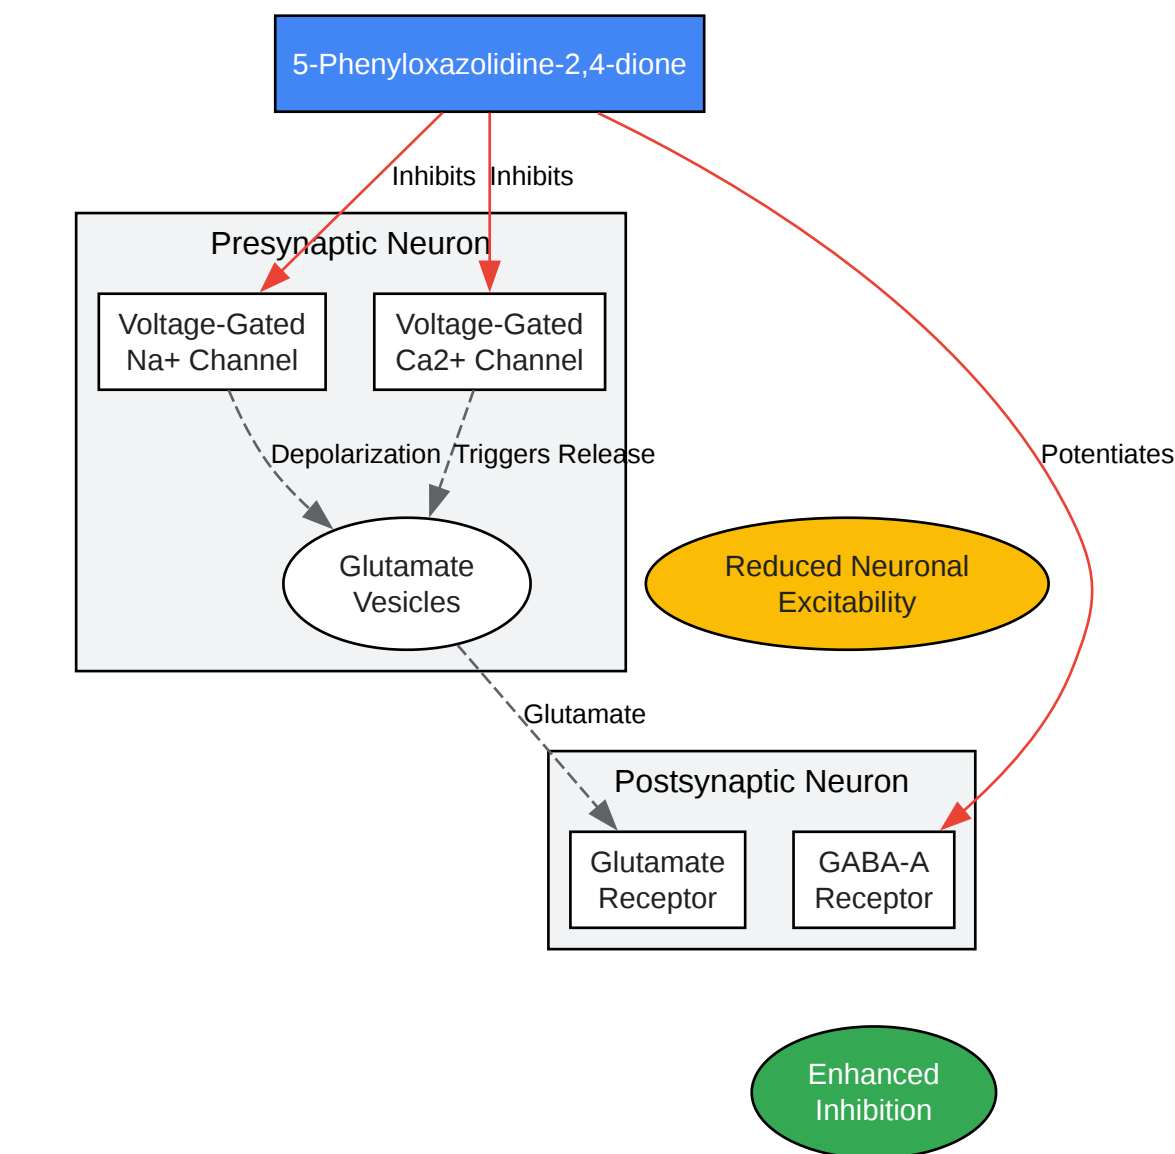 5-Phenyloxazolidine-2,4-dione
Inhibits
Inhibits
Presynaptic Neuron
Voltage-Gated
Na+ Channel
Voltage-Gated
Ca2+ Channel
Depolarization
Triggers Release
Potentiates
Glutamate
Vesicles
Reduced Neuronal
Excitability
Glutamate
Postsynaptic Neuron
Glutamate
Receptor
GABA-A
Receptor
Enhanced
Inhibition